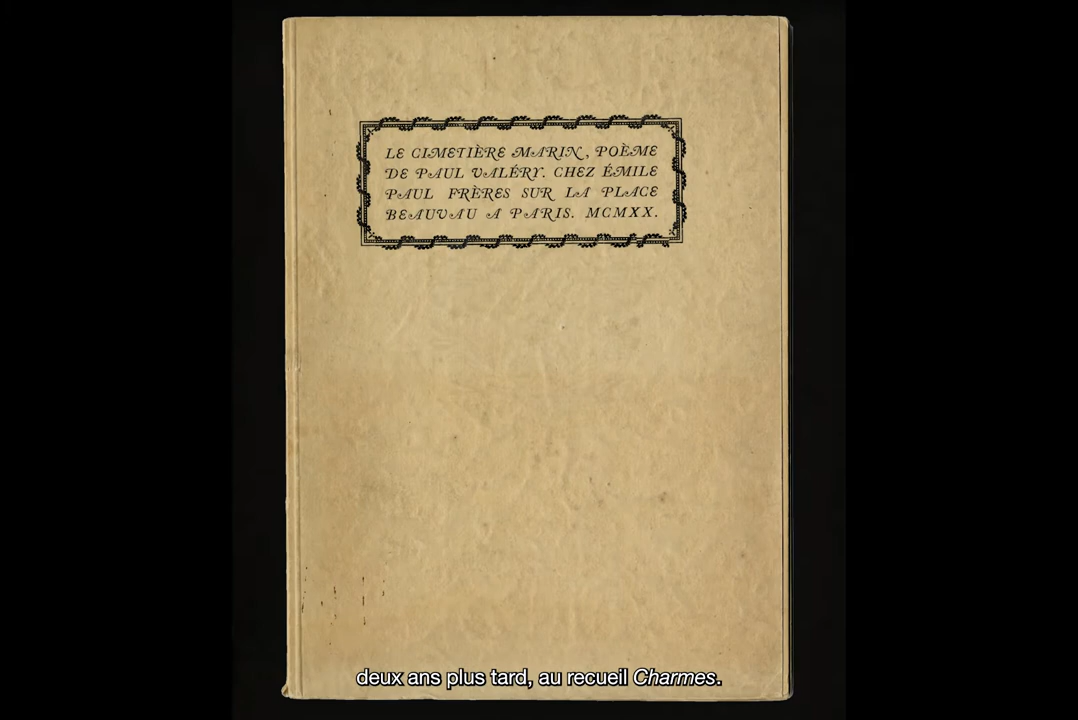 LE CIMETIÈRE MARIN, POÈME
DE PAUL VALÉRY. CHEZ ÉMILE
PAUL FRÈRES SUR LA PLACE
BEAUVAU A PARIS. MCMXX.
deux ans plus tard, au recueil Charmes.